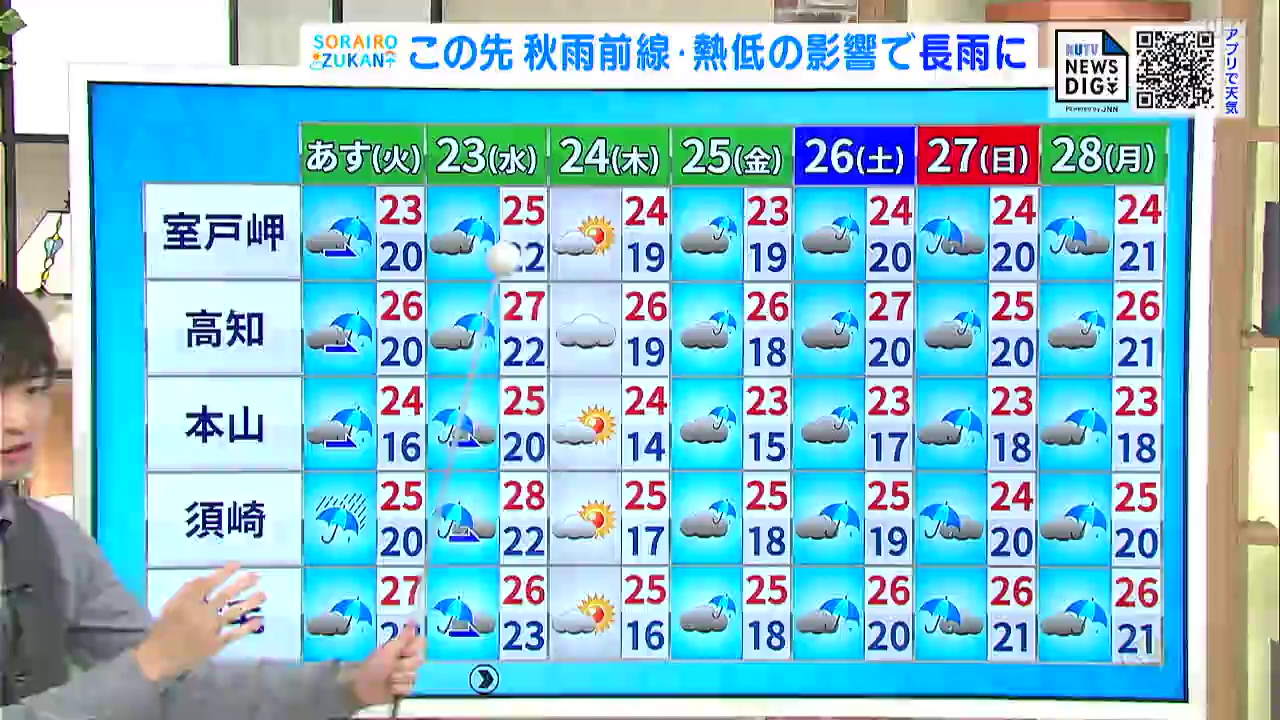 SORAIRO
ZUKAN
この先 秋雨前線・熱低の影響で長雨に
KUTV
NEWS
DIG
Powered by JNN
アプリで天気
あす(火) 23(水) 24(木) 25(金) 26(土) 27(日) 28(月)
室戸岬 23 25 24 23 24 24 24
20 22 19 19 20 20 21
高知 26 27 26 26 27 25 26
20 22 19 18 20 20 21
本山 24 25 24 23 23 23 23
16 20 14 15 17 18 18
須崎 25 28 25 25 25 24 25
20 22 17 18 19 20 20
27 26 25 25 26 26 26
23 16 18 20 21 21